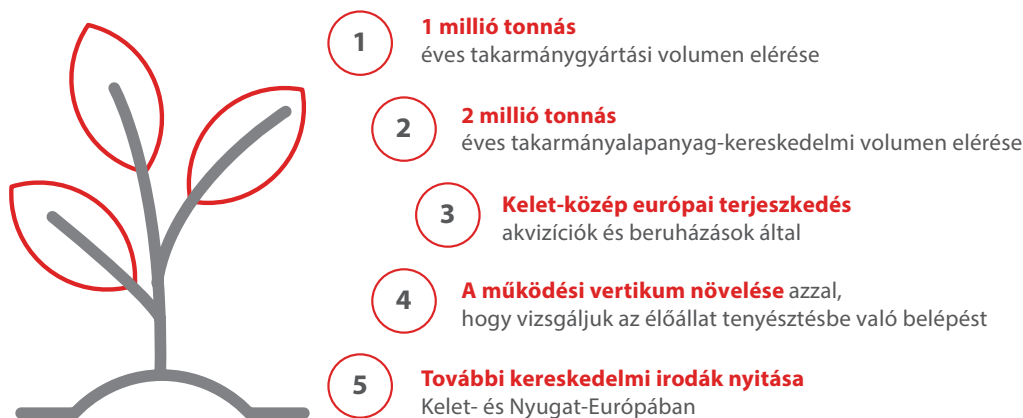 1
1 millió tonnás
éves takarmánygyártási volumen elérése
2
2 millió tonnás
éves takarmányalapanyag-kereskedelmi volumen elérése
3
Kelet-közép európai terjeszkedés
akvizíciók és beruházások által
4
A működési vertikum növelése azzal,
hogy vizsgáljuk az élőállat tenyésztésbe való belépést
5
További kereskedelmi irodák nyitása
Kelet- és Nyugat-Európában